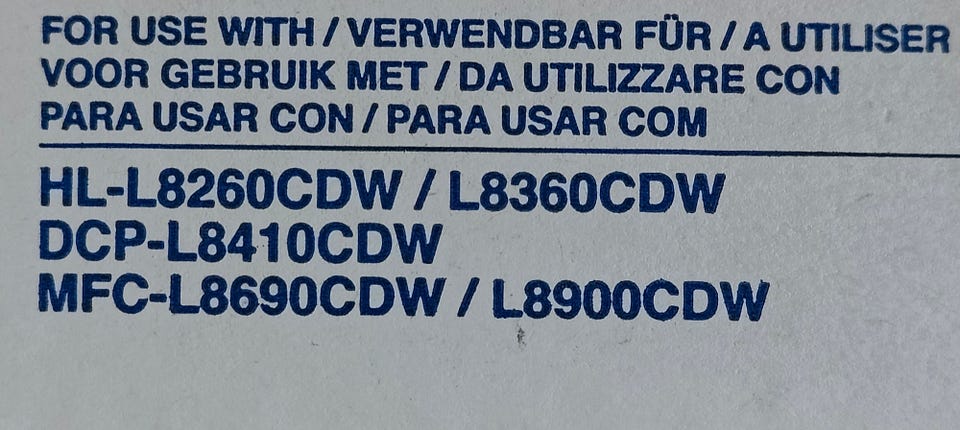 FOR USE WITH / VERWENDBAR FÜR / A UTILISER
VOOR GEBRUIK MET / DA UTILIZZARE CON
PARA USAR CON / PARA USAR COM
HL-L8260CDW / L8360CDW
DCP-L8410CDW
MFC-L8690CDW / L8900CDW